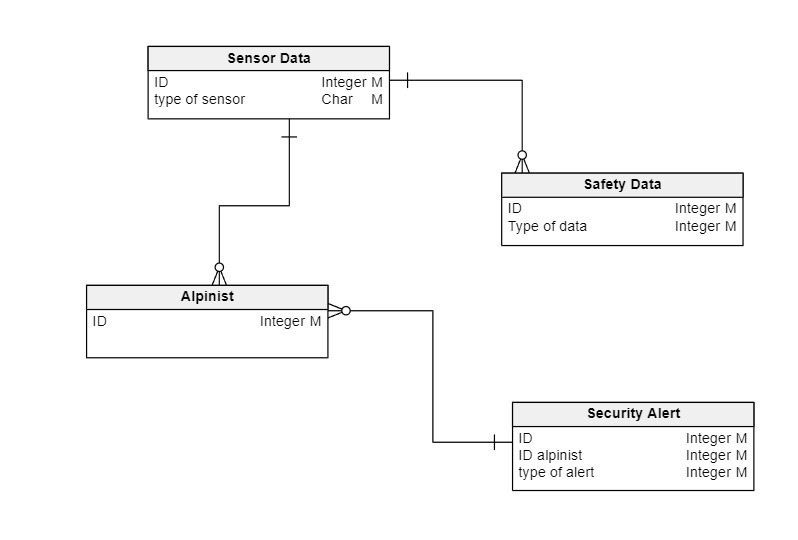 Sensor Data
ID Integer M
type of sensor Char M
Safety Data
ID Integer M
Type of data Integer M
Alpinist
ID Integer M
Security Alert
ID Integer M
ID alpinist Integer M
type of alert Integer M